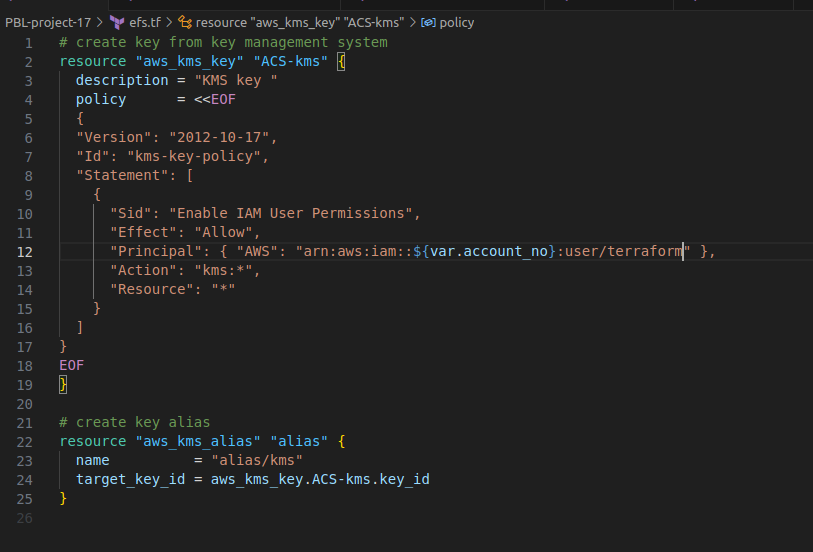 PBL-project-17 > efs.tf > resource "aws_kms_key" "ACS-kms" > policy
1 # create key from key management system
2 resource "aws_kms_key" "ACS-kms" {
3   description = "KMS key "
4   policy      = <<EOF
5   {
6   "Version": "2012-10-17",
7   "Id": "kms-key-policy",
8   "Statement": [
9     {
10       "Sid": "Enable IAM User Permissions",
11       "Effect": "Allow",
12       "Principal": { "AWS": "arn:aws:iam::${var.account_no}:user/terraform" },
13       "Action": "kms:*",
14       "Resource": "*"
15     }
16   ]
17 }
18 EOF
19 }
20
21 # create key alias
22 resource "aws_kms_alias" "alias" {
23   name          = "alias/kms"
24   target_key_id = aws_kms_key.ACS-kms.key_id
25 }
26